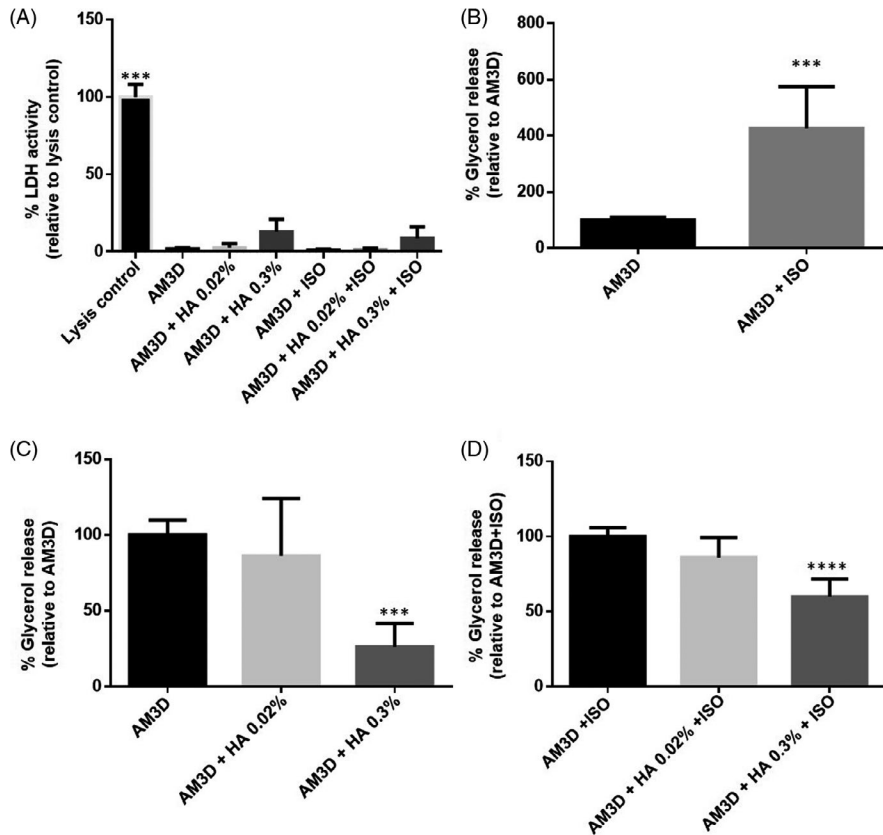 (A)
150
100
50
0
% LDH activity
(relative to lysis control)
***
Lysis control
AM3D
AM3D + HA 0.02%
AM3D + HA 0.3%
AM3D + ISO
AM3D + HA 0.02% +ISO
AM3D + HA 0.3% + ISO
(B)
800
600
400
200
0
% Glycerol release
(relative to AM3D)
***
AM3D
AM3D + ISO
(C)
150
100
50
0
% Glycerol release
(relative to AM3D)
***
AM3D
AM3D + HA 0.02%
AM3D + HA 0.3%
(D)
150
100
50
0
% Glycerol release
(relative to AM3D+ISO)
****
AM3D +ISO
AM3D + HA 0.02% +ISO
AM3D + HA 0.3% + ISO